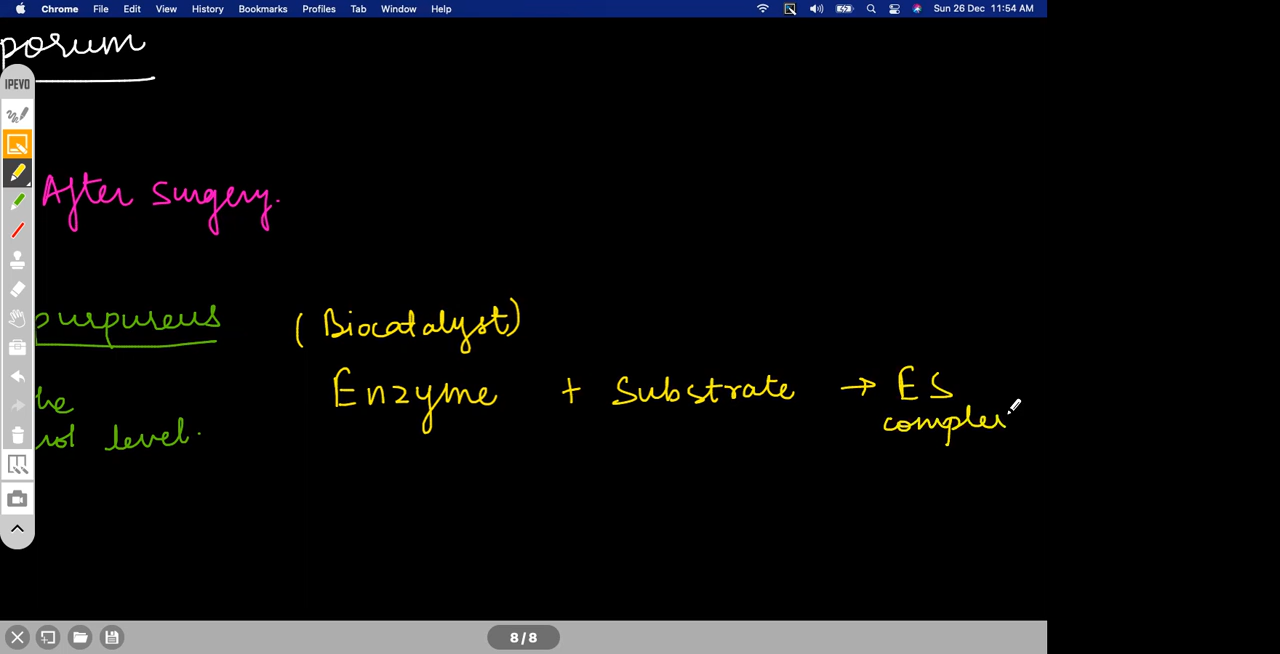 Chrome File Edit View History Bookmarks Profiles Tab Window Help Sun 26 Dec 11:54 AM
porum
IPEVO
After surgery.
purpureus
(Biocatalyst)
Enzyme + Substrate → ES
complex
he
rol level.
8/8